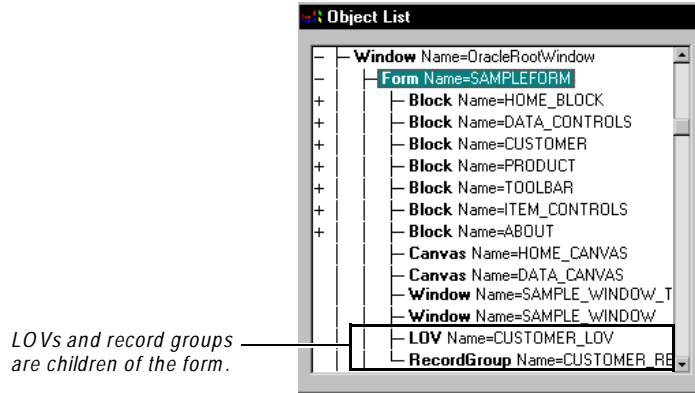 Object List
Window Name=OracleRootWindow
Form Name=SAMPLEFORM
Block Name=HOME_BLOCK
Block Name=DATA_CONTROLS
Block Name=CUSTOMER
Block Name=PRODUCT
Block Name=TOOLBAR
Block Name=ITEM_CONTROLS
Block Name=ABOUT
Canvas Name=HOME_CANVAS
Canvas Name=DATA_CANVAS
Window Name=SAMPLE_WINDOW_T
Window Name=SAMPLE_WINDOW
LOV Name=CUSTOMER_LOV
RecordGroup Name=CUSTOMER_RE
LOVs and record groups
are children of the form.